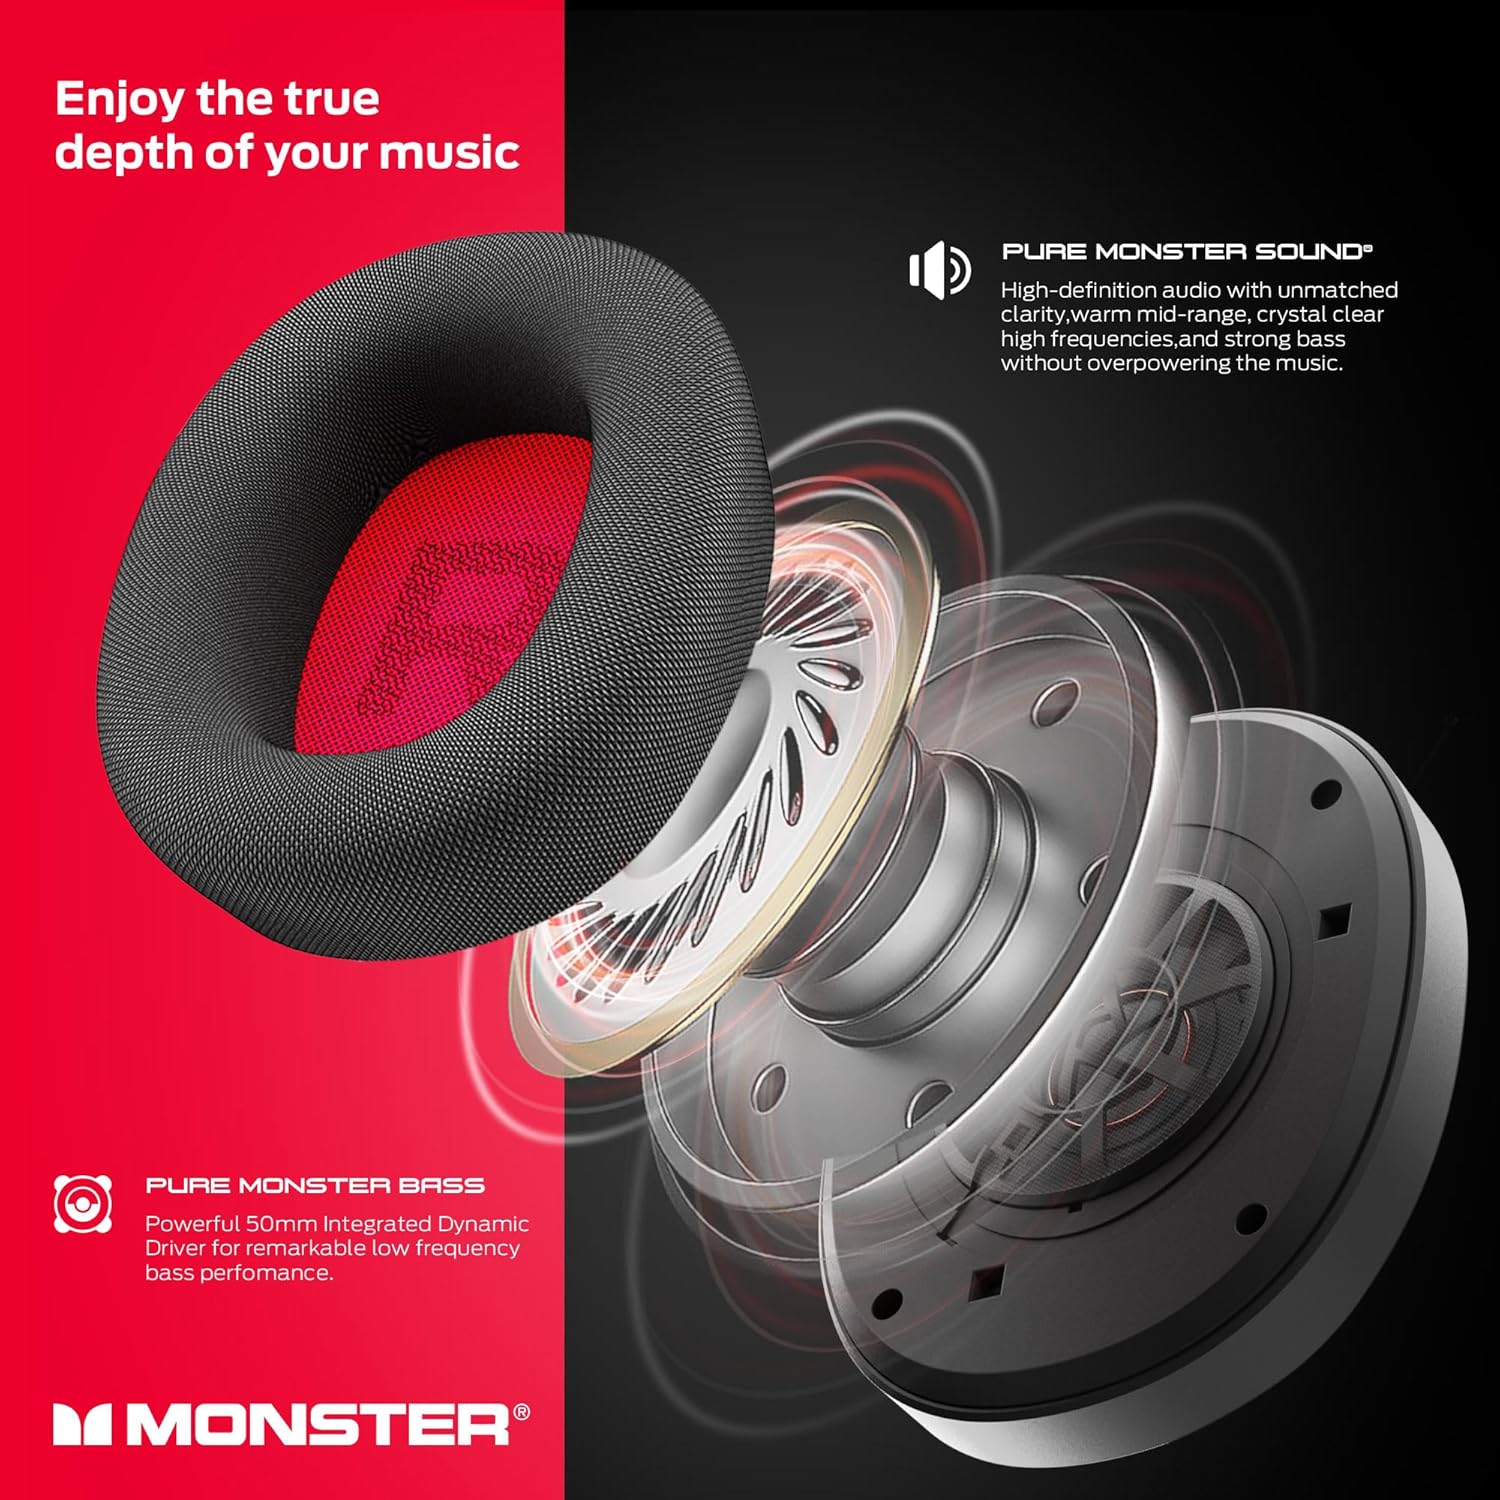 Enjoy the true
depth of your music
PURE MONSTER SOUND®
High-definition audio with unmatched
clarity,warm mid-range, crystal clear
high frequencies,and strong bass
without overpowering the music.
PURE MONSTER BASS
Powerful 50mm Integrated Dynamic
Driver for remarkable low frequency
bass perfomance.
MONSTER®